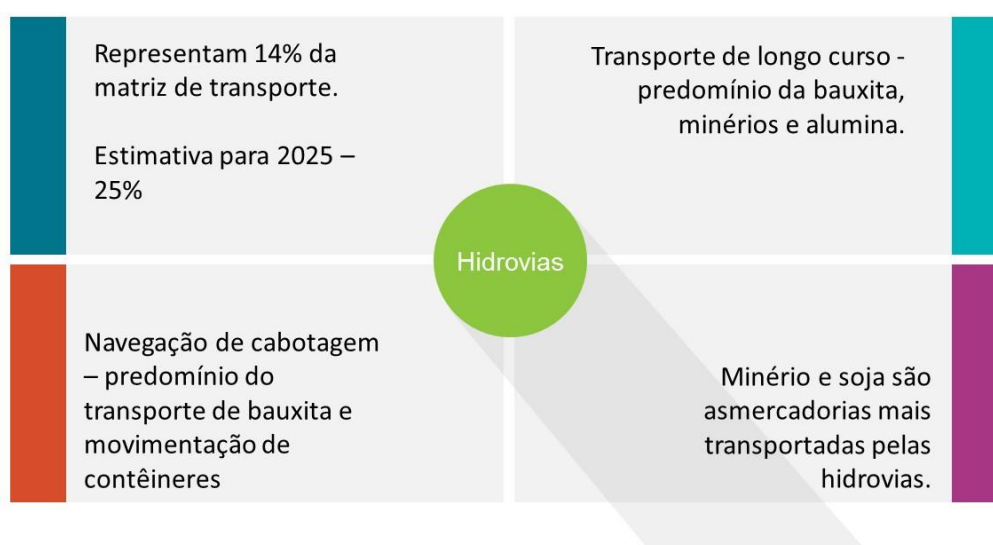 Representam 14% da
matriz de transporte.
Estimativa para 2025 –
25%
Transporte de longo curso -
predomínio da bauxita,
minérios e alumina.
Hidrovias
Navegação de cabotagem
– predomínio do
transporte de bauxita e
movimentação de
contêineres
Minério e soja são
asmercadorias mais
transportadas pelas
hidrovias.